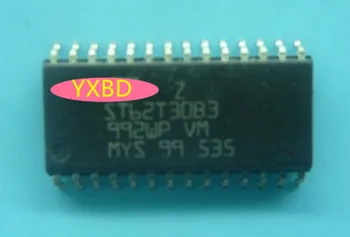 YXBD
Z
ST62T30B3
992WP VM
MYS 99 535